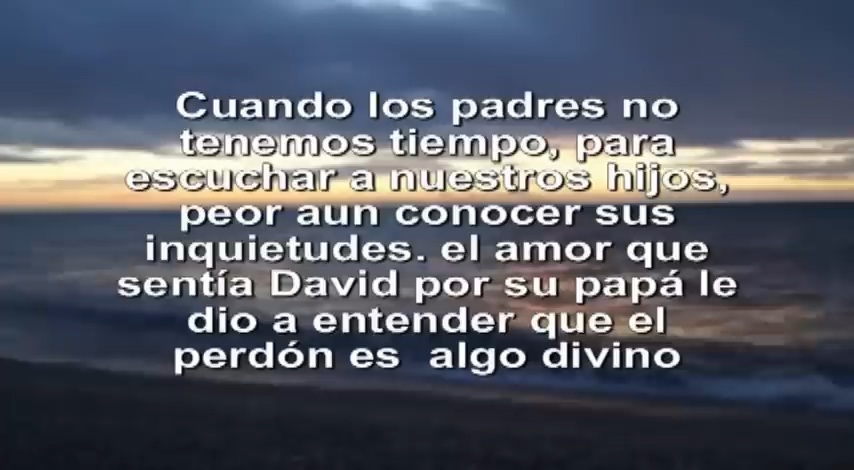 Cuando los padres no
tenemos tiempo, para
escuchar a nuestros hijos,
peor aun conocer sus
inquietudes. el amor que
sentía David por su papá le
dio a entender que el
perdón es  algo divino